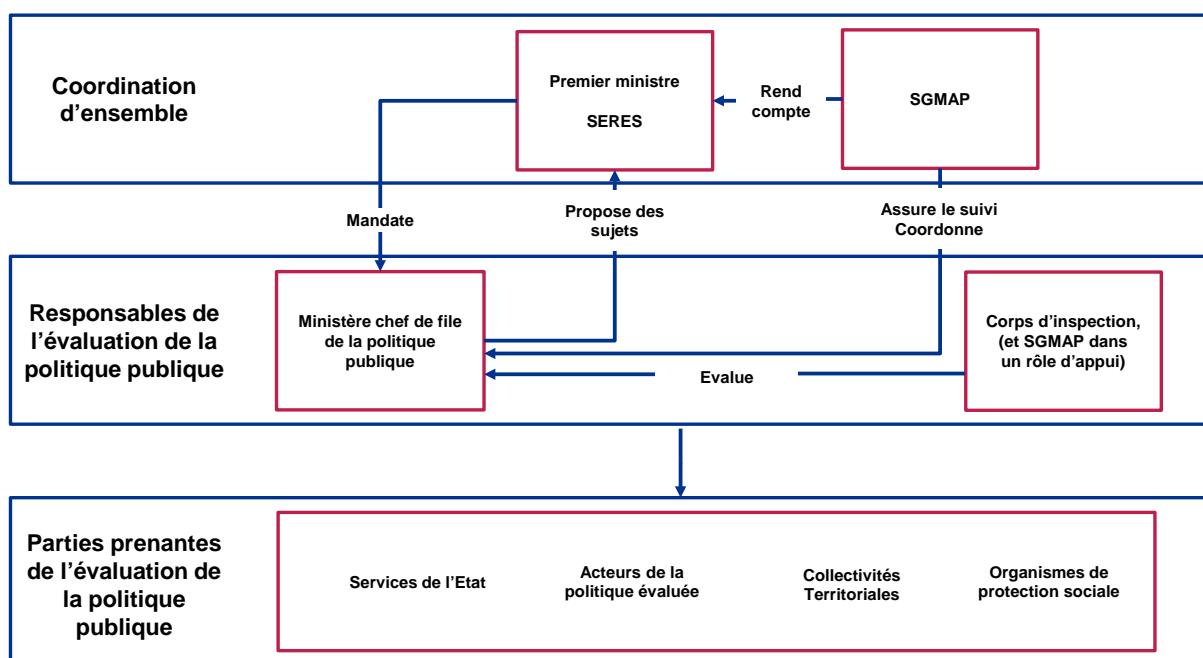 Coordination
d'ensemble
Premier ministre
SERES
Rend
compte
SGMAP
Mandate
Propose des
sujets
Assure le suivi
Coordonne
Responsables de
l’évaluation de la
politique publique
Ministère chef de file
de la politique
publique
Evalue
Corps d’inspection,
(et SGMAP dans
un rôle d’appui)
Parties prenantes
de l’évaluation de
la politique
publique
Services de l’Etat
Acteurs de la
politique évaluée
Collectivités
Territoriales
Organismes de
protection sociale